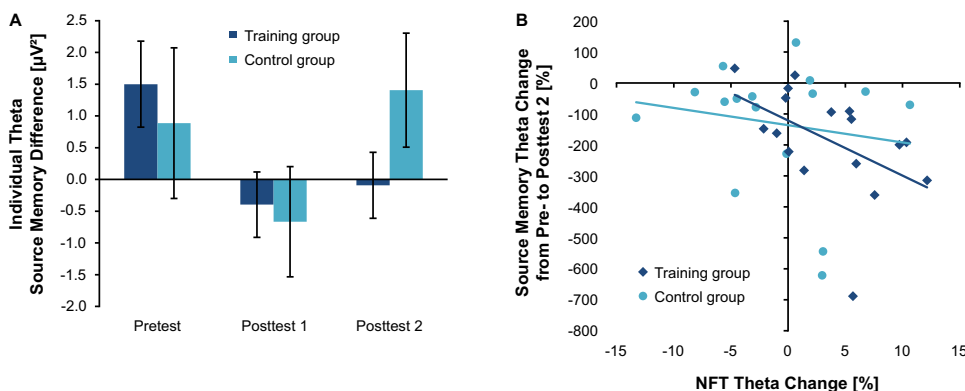 A
Individual Theta
Source Memory Difference [µV²]
2.5
2.0
1.5
1.0
0.5
0.0
-0.5
-1.0
1.5
2.0
Training group
Control group
Pretest
Posttest 1
Posttest 2
B
Source Memory Theta Change
from Pre- to Posttest 2 [%]
200
100
0
-100
-200
-300
-400
-500
-600
-700
-800
Training group
Control group
-15
-10
-5
0
5
10
15
NFT Theta Change [%]